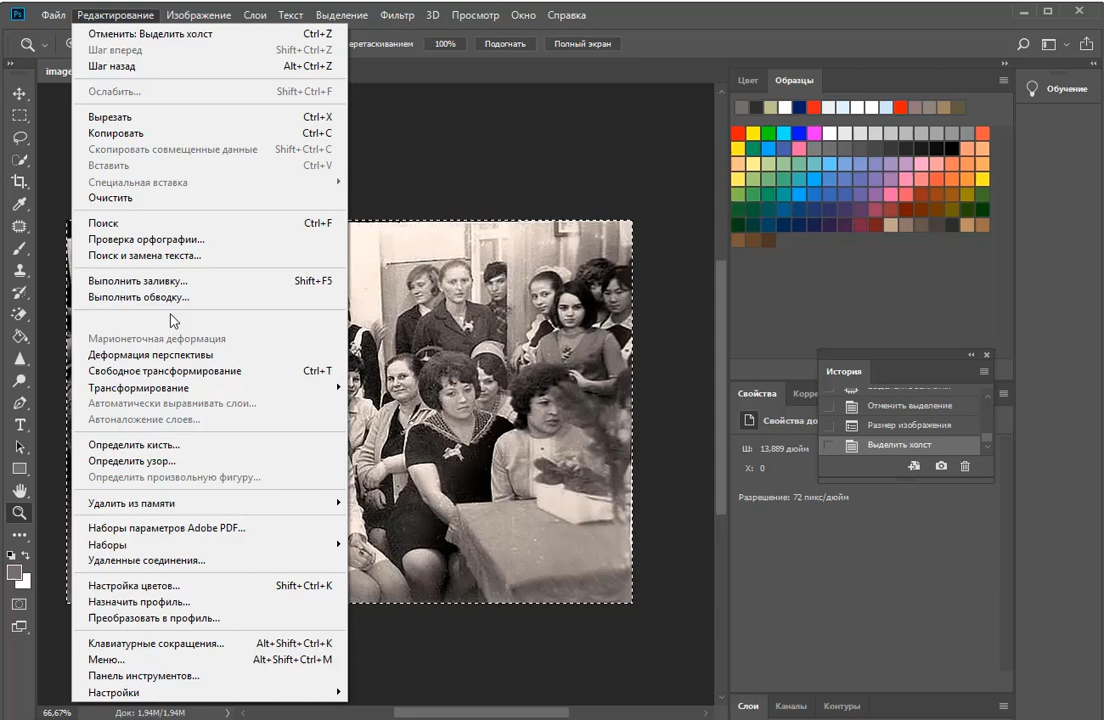 Ps
Файл Редактирование Изображение Слои Текст Выделение Фильтр 3D Просмотр Окно Справка
перетаскиванием 100% Подогнать Полный экран
image
Отменить: Выделить холст Ctrl+Z
Шаг вперед Shift+Ctrl+Z
Шаг назад Alt+Ctrl+Z
Ослабить... Shift+Ctrl+F
Вырезать Ctrl+X
Копировать Ctrl+C
Скопировать совмещенные данные Shift+Ctrl+C
Вставить Ctrl+V
Специальная вставка
Очистить
Поиск Ctrl+F
Проверка орфографии...
Поиск и замена текста...
Выполнить заливку... Shift+F5
Выполнить обводку...
Марионеточная деформация
Деформация перспективы
Свободное трансформирование Ctrl+T
Трансформирование
Автоматически выравнивать слои...
Автоналожение слоев...
Определить кисть...
Определить узор...
Определить произвольную фигуру...
Удалить из памяти
Наборы параметров Adobe PDF...
Наборы
Удаленные соединения...
Настройка цветов... Shift+Ctrl+K
Назначить профиль...
Преобразовать в профиль...
Клавиатурные сокращения... Alt+Shift+Ctrl+K
Меню... Alt+Shift+Ctrl+M
Панель инструментов...
Настройки
Цвет Образцы
Обучение
История
Отменить выделение
Размер изображения
Выделить холст
Свойства Корре
Свойства до
Ш: 13,889 дюйм
X: 0
Разрешение: 72 пикс/дюйм
Слои Каналы Контуры
66,67% Док: 1,94M/1,94M